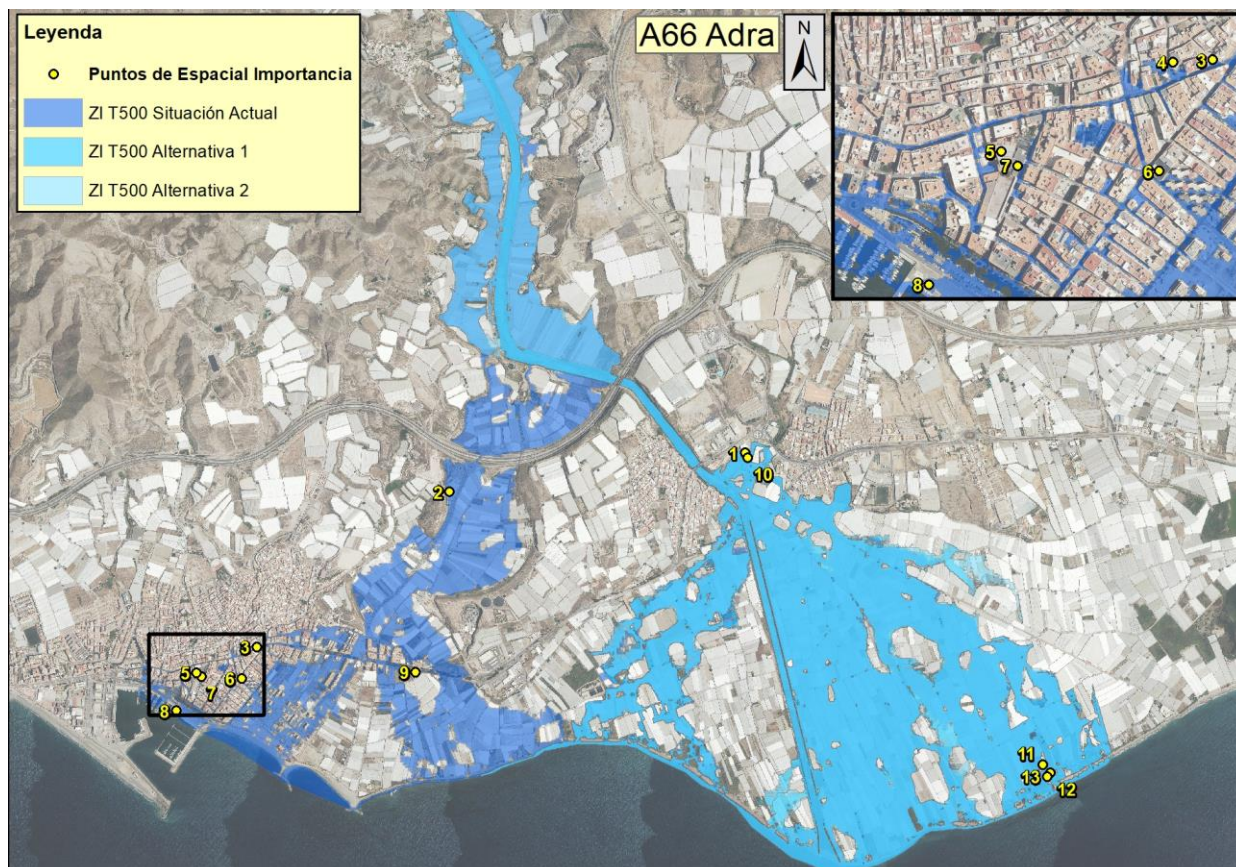 Leyenda
Puntos de Espacial Importancia
ZI T500 Situación Actual
ZI T500 Alternativa 1
ZI T500 Alternativa 2
A66 Adra
N
4
3
5
7
6
8
1
10
2
3
5
6
7
9
8
11
13
12